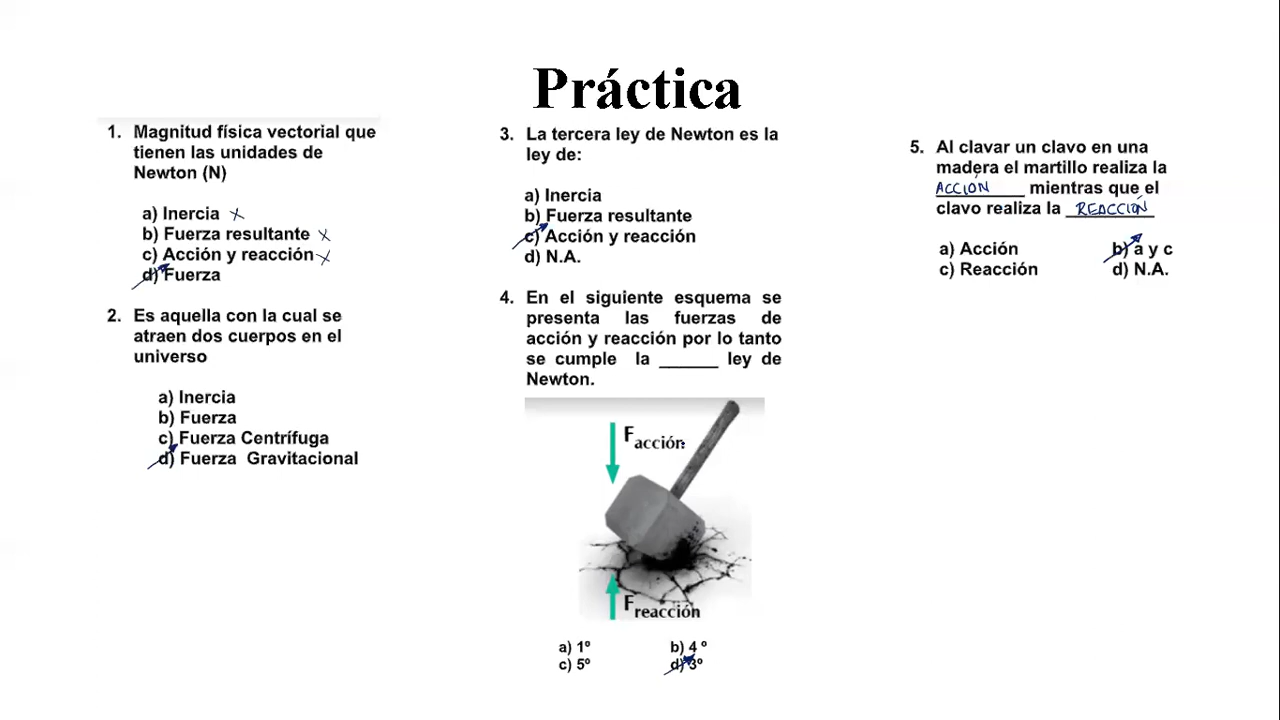 Práctica
1. Magnitud física vectorial que
tienen las unidades de
Newton (N)
a) Inercia x
b) Fuerza resultante x
c) Acción y reacción x
d) Fuerza
2. Es aquella con la cual se
atraen dos cuerpos en el
universo
a) Inercia
b) Fuerza
c) Fuerza Centrífuga
d) Fuerza Gravitacional
3. La tercera ley de Newton es la
ley de:
a) Inercia
b) Fuerza resultante
c) Acción y reacción
d) N.A.
4. En el siguiente esquema se
presenta las fuerzas de
acción y reacción por lo tanto
se cumple la ______ ley de
Newton.
F acción
F reacción
a) 1º b) 4 º
c) 5º d) 3º
5. Al clavar un clavo en una
madera el martillo realiza la
ACCIÓN mientras que el
clavo realiza la REACCIÓN
a) Acción b) a y c
c) Reacción d) N.A.